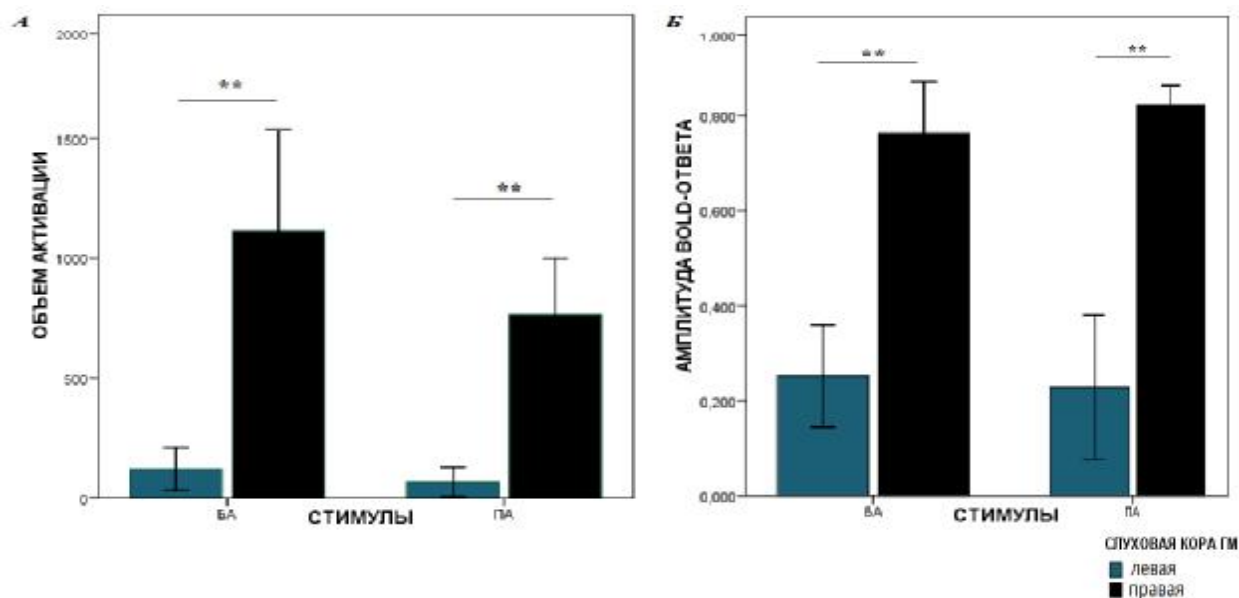 А
2000
**
1500
**
1000
500
0
ОБЪЕМ АКТИВАЦИИ
БА
СТИМУЛЫ
ПА
Б
1,000
**
**
0,800
0,600
0,400
0,200
0,000
АМПЛИТУДА BOLD-ОТВЕТА
БА
СТИМУЛЫ
ПА
СЛУХОВАЯ КОРА ГМ
левая
правая